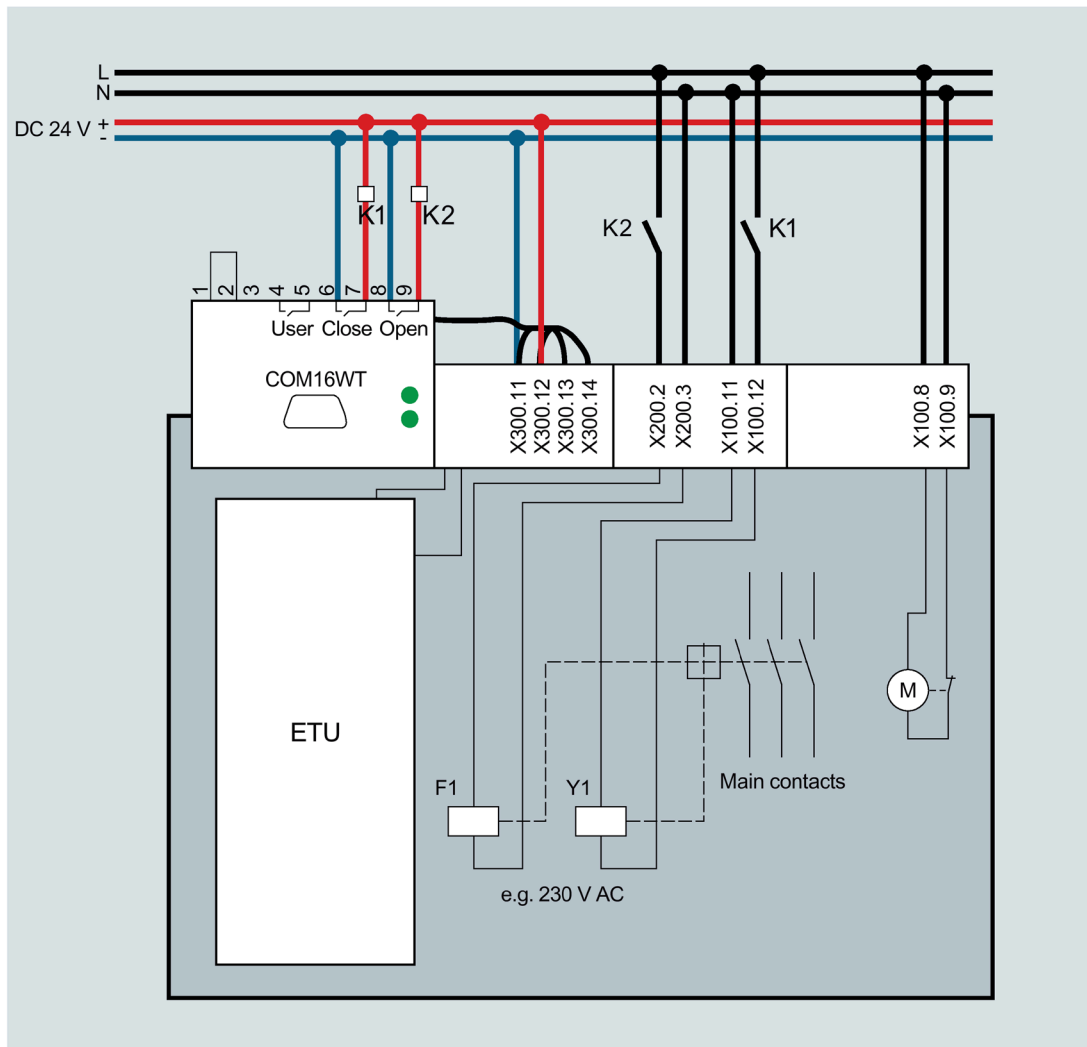 L
N
DC 24 V +
-
K1 K2
K2 K1
1 2 3 4 5 6 7 8 9
User Close Open
COM16WT
X300.11
X300.12
X300.13
X300.14
X200.2
X200.3
X100.11
X100.12
X100.8
X100.9
M
ETU
Main contacts
F1 Y1
e.g. 230 V AC